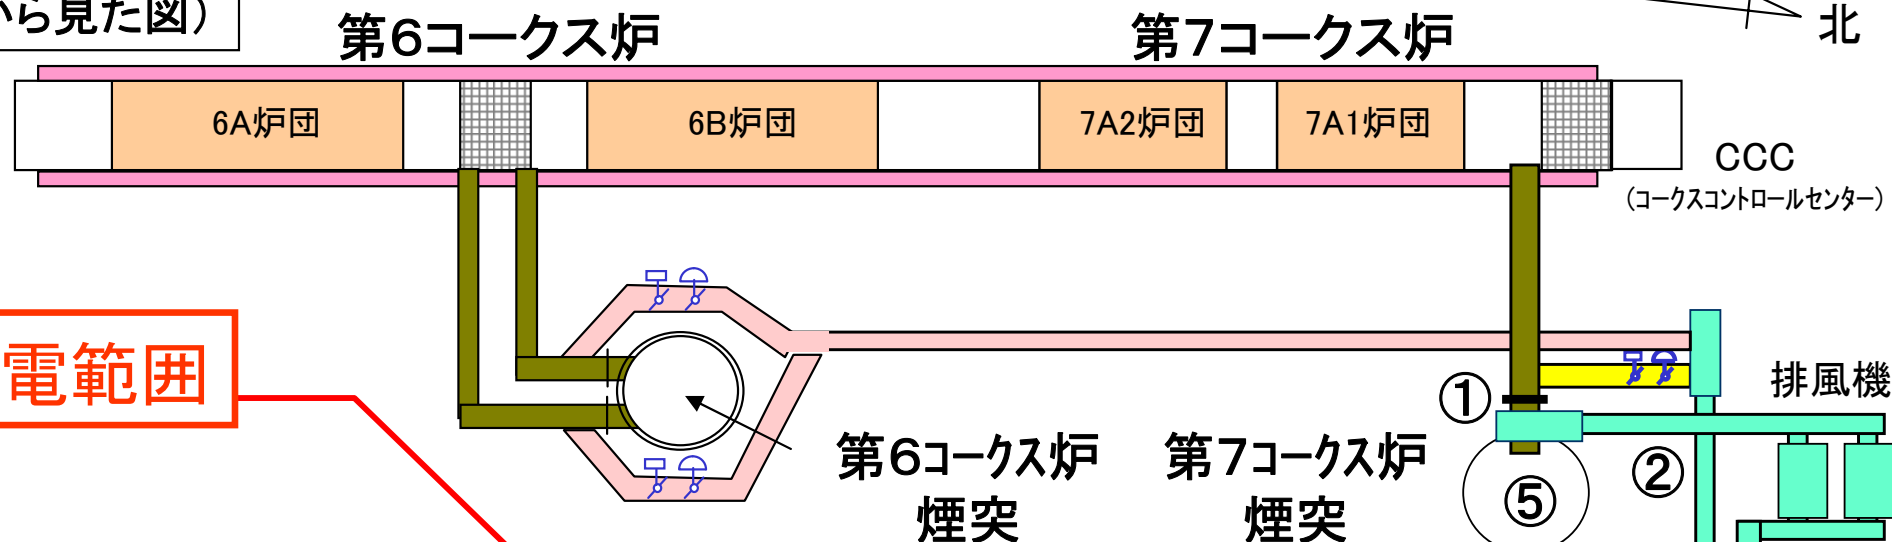 から見た図）
第６コークス炉
第７コークス炉
北
6A炉団
6B炉団
7A2炉団
7A1炉団
CCC
（コークスコントロールセンター）
電範囲
排風機
①
第６コークス炉
煙突
第７コークス炉
煙突
②
⑤